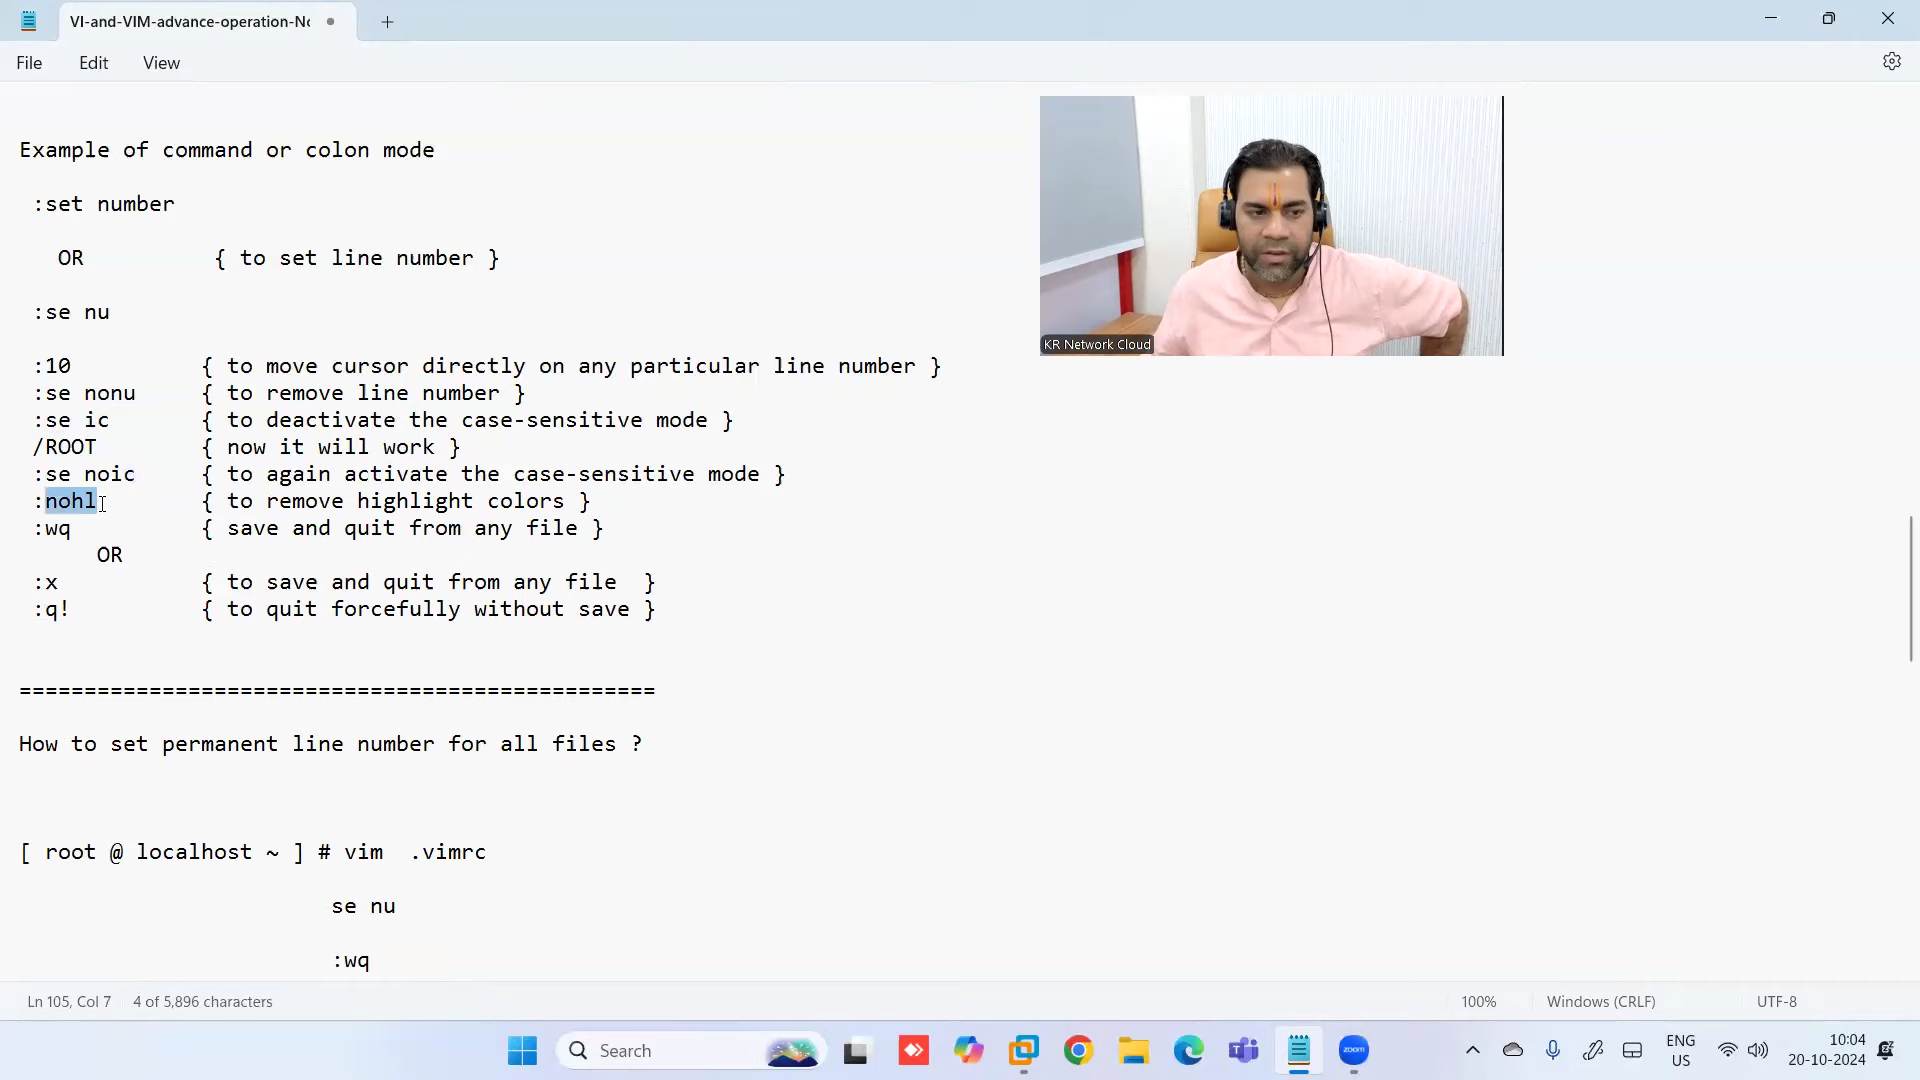 VI-and-VIM-advance-operation-No
File Edit View
Example of command or colon mode
:set number
OR { to set line number }
:se nu
:10 { to move cursor directly on any particular line number }
:se nonu { to remove line number }
:se ic { to deactivate the case-sensitive mode }
/ROOT { now it will work }
:se noic { to again activate the case-sensitive mode }
:nohl { to remove highlight colors }
:wq { save and quit from any file }
OR
:x { to save and quit from any file }
:q! { to quit forcefully without save }
=================================================
How to set permanent line number for all files ?
[ root @ localhost ~ ] # vim .vimrc
se nu
:wq
KR Network Cloud
Ln 105, Col 7 4 of 5,896 characters 100% Windows (CRLF) UTF-8
Search
zoom
ENG
US
10:04
20-10-2024